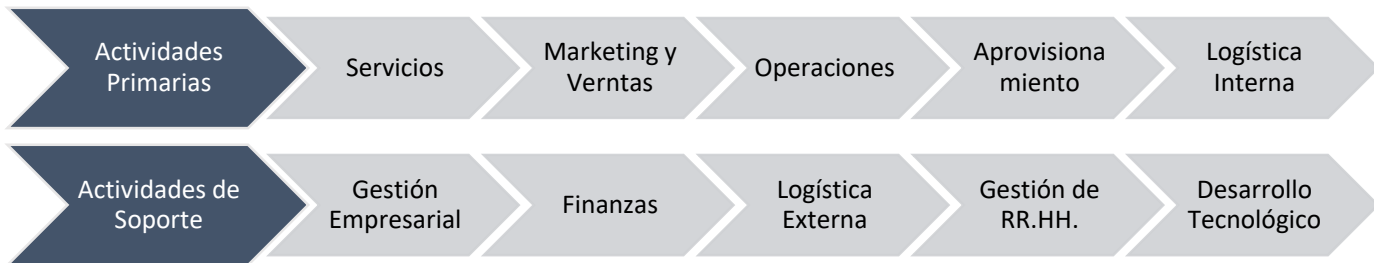 Actividades
Primarias
Servicios
Marketing y
Verntas
Operaciones
Aprovisiona
miento
Logística
Interna
Actividades de
Soporte
Gestión
Empresarial
Finanzas
Logística
Externa
Gestión de
RR.HH.
Desarrollo
Tecnológico